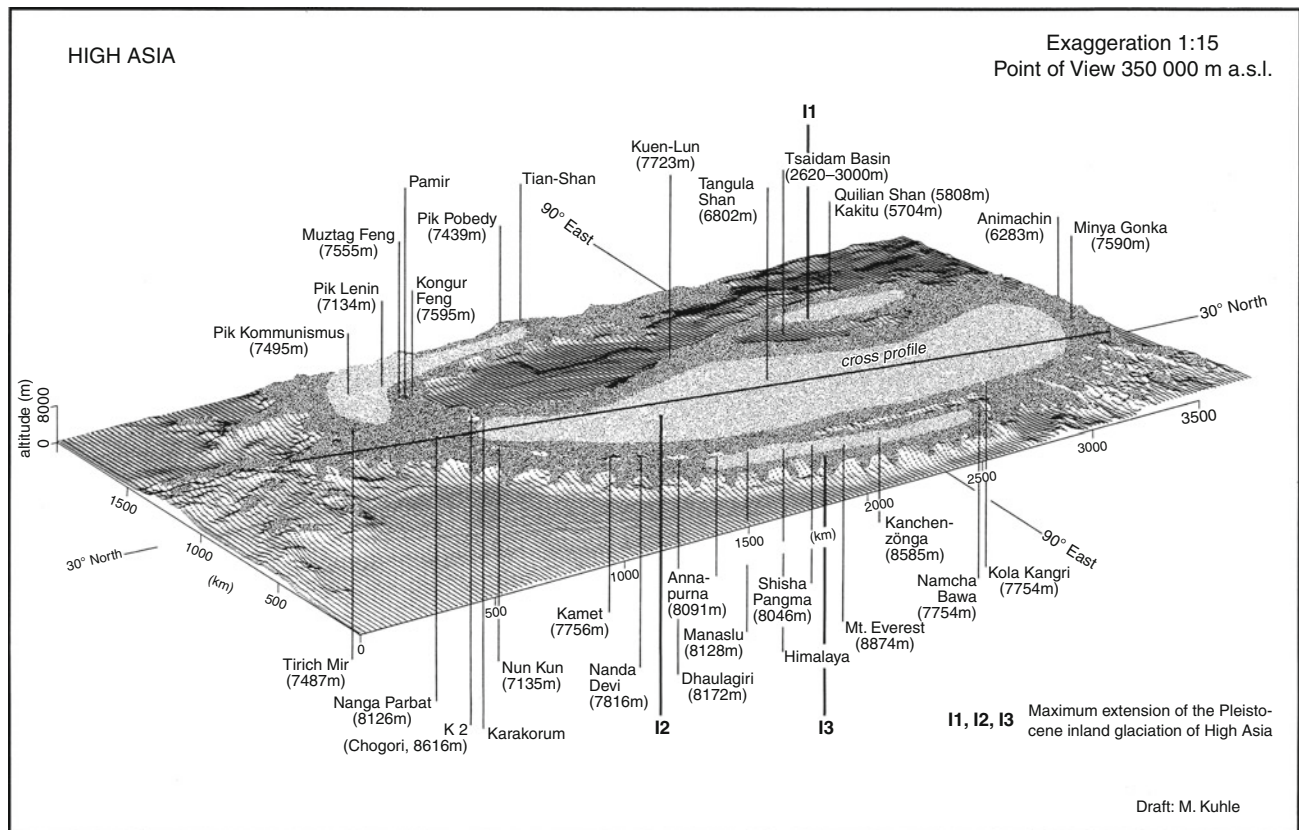 HIGH ASIA
Exaggeration 1:15
Point of View 350 000 m a.s.l.
I1
Kuen-Lun
(7723m)
Tsaidam Basin
(2620–3000m)
Pamir
Tian-Shan
Tangula
Shan
(6802m)
Quilian Shan (5808m)
Kakitu (5704m)
Muztag Feng
(7555m)
Pik Pobedy
(7439m)
90° East
Animachin
(6283m)
Minya Gonka
(7590m)
Pik Lenin
(7134m)
Kongur
Feng
(7595m)
Pik Kommunismus
(7495m)
30° North
cross profile
altitude (m)
8000
0
1500
1000
(km)
500
0
30° North
500
1000
1500
(km)
2000
2500
3000
3500
90° East
Tirich Mir
(7487m)
Nanga Parbat
(8126m)
K 2
(Chogori, 8616m)
Karakorum
Nun Kun
(7135m)
Kamet
(7756m)
Nanda
Devi
(7816m)
I2
Anna-
purna
(8091m)
Manaslu
(8128m)
Dhaulagiri
(8172m)
Shisha
Pangma
(8046m)
Himalaya
I3
Mt. Everest
(8874m)
Kanchen-
zönga
(8585m)
Namcha
Bawa
(7754m)
Kola Kangri
(7754m)
I1, I2, I3 Maximum extension of the Pleisto-
cene inland glaciation of High Asia
Draft: M. Kuhle